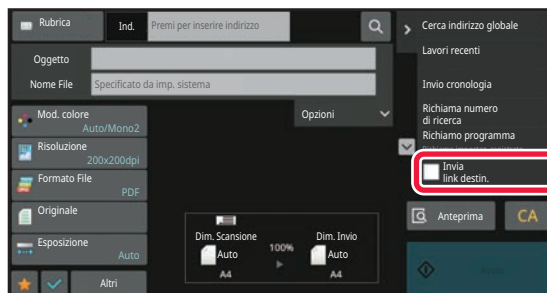 Rubrica
Ind.
Premi per inserire indirizzo
Oggetto
Nome File
Specificato da imp. sistema
Opzioni
Mod. colore
Auto/Mono2
Risoluzione
200x200dpi
Formato File
PDF
Originale
Esposizione
Auto
Altri
Dim. Scansione
Auto
A4
100%
Dim. Invio
Auto
A4
Cerca indirizzo globale
Lavori recenti
Invio cronologia
Richiama numero
di ricerca
Richiamo programma
Invia
link destin.
Anteprima
CA